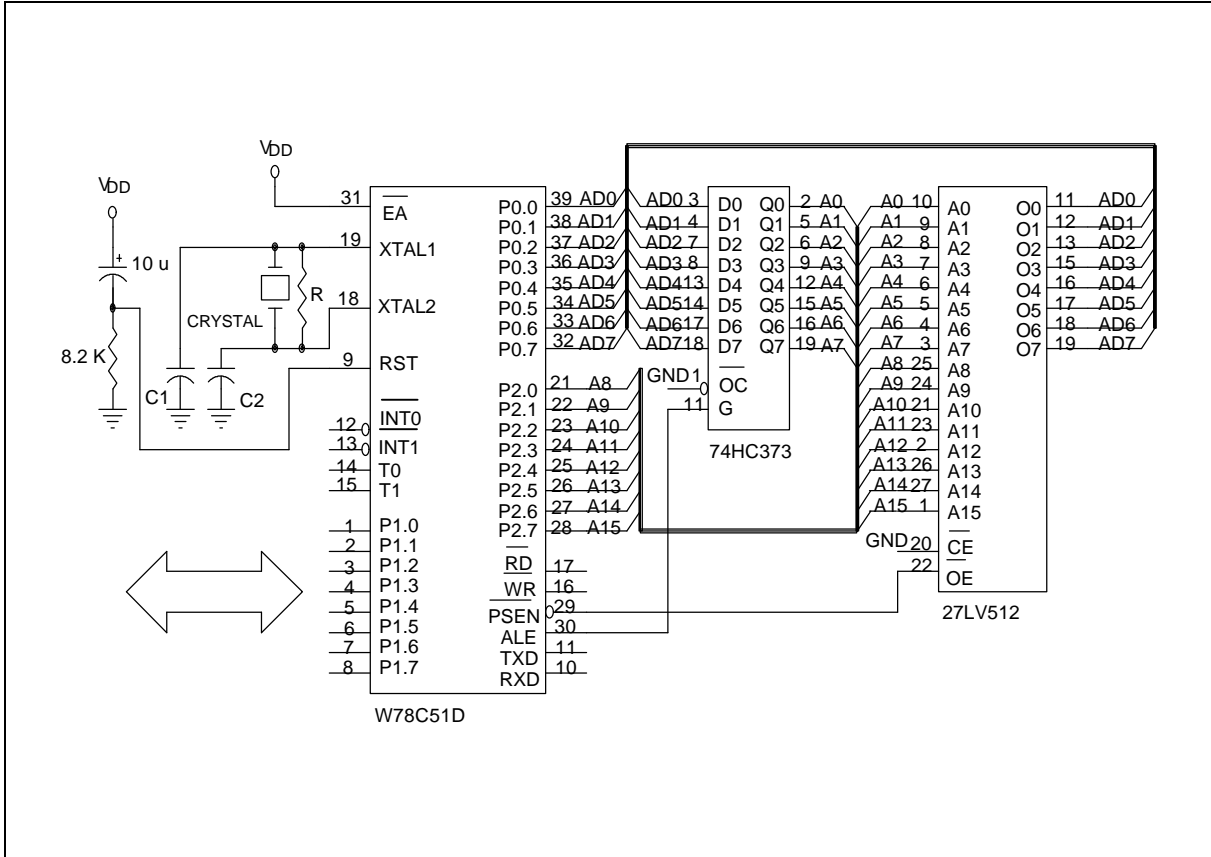 VDD
VDD
10 u
8.2 K
C1
C2
CRYSTAL
R
31 EA
19 XTAL1
18 XTAL2
9 RST
12 INT0
13 INT1
14 T0
15 T1
1 P1.0
2 P1.1
3 P1.2
4 P1.3
5 P1.4
6 P1.5
7 P1.6
8 P1.7
P0.0 39 AD0
P0.1 38 AD1
P0.2 37 AD2
P0.3 36 AD3
P0.4 35 AD4
P0.5 34 AD5
P0.6 33 AD6
P0.7 32 AD7
P2.0 21 A8
P2.1 22 A9
P2.2 23 A10
P2.3 24 A11
P2.4 25 A12
P2.5 26 A13
P2.6 27 A14
P2.7 28 A15
RD 17
WR 16
PSEN 29
ALE 30
TXD 11
RXD 10
W78C51D
AD0 3 D0 Q0 2 A0
AD1 4 D1 Q1 5 A1
AD2 7 D2 Q2 6 A2
AD3 8 D3 Q3 9 A3
AD4 13 D4 Q4 12 A4
AD5 14 D5 Q5 15 A5
AD6 17 D6 Q6 16 A6
AD7 18 D7 Q7 19 A7
GND 1 OC
11 G
74HC373
A0 10 A0
A1 9 A1
A2 8 A2
A3 7 A3
A4 6 A4
A5 5 A5
A6 4 A6
A7 3 A7
A8 25 A8
A9 24 A9
A10 21 A10
A11 23 A11
A12 2 A12
A13 26 A13
A14 27 A14
A15 1 A15
GND 20 CE
22 OE
O0 11 AD0
O1 12 AD1
O2 13 AD2
O3 15 AD3
O4 16 AD4
O5 17 AD5
O6 18 AD6
O7 19 AD7
27LV512